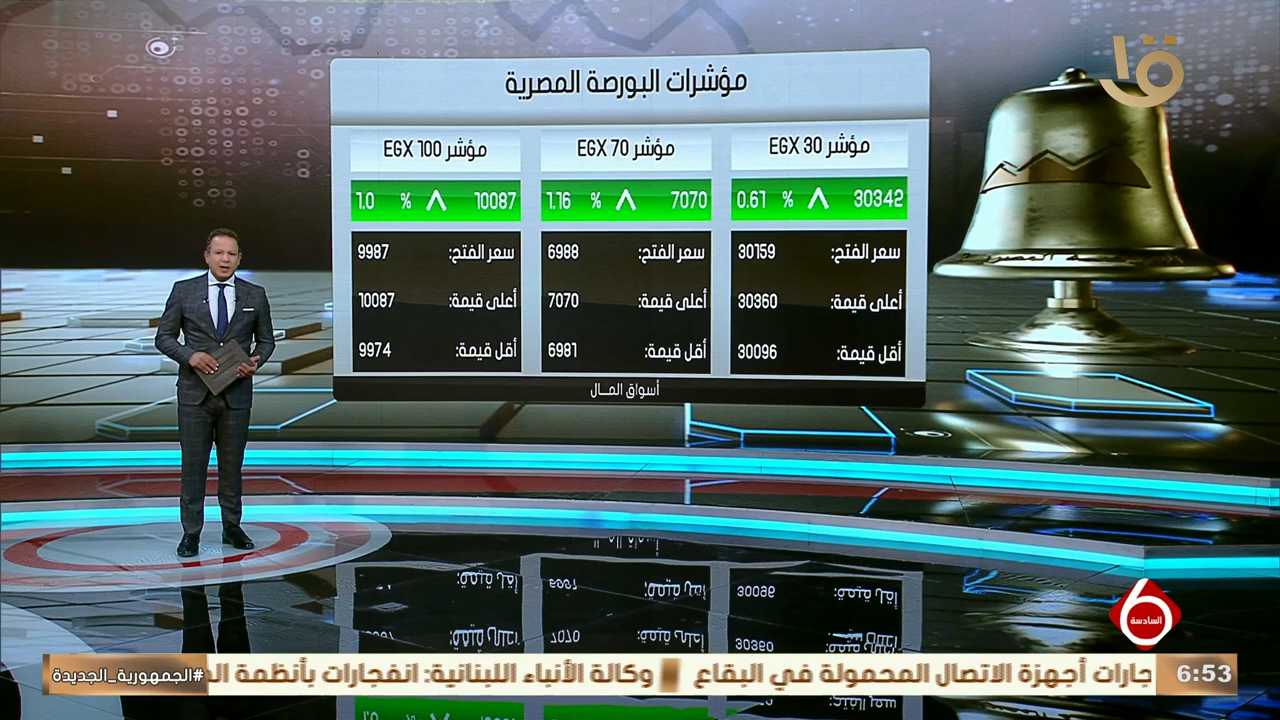 مؤشرات البورصة المصرية
مؤشر EGX 30
30342 % 0.61
سعر الفتح: 30159
أعلى قيمة: 30360
أقل قيمة: 30096
مؤشر EGX 70
7070 % 1.16
سعر الفتح: 6988
أعلى قيمة: 7070
أقل قيمة: 6981
مؤشر EGX 100
10087 % 1.0
سعر الفتح: 9987
أعلى قيمة: 10087
أقل قيمة: 9974
أسواق المــال
6
السادسة
6:53
جارات أجهزة الاتصال المحمولة في البقاع وكالة الأنباء اللبنانية: انفجارات بأنظمة
#الجمهورية_الجديدة